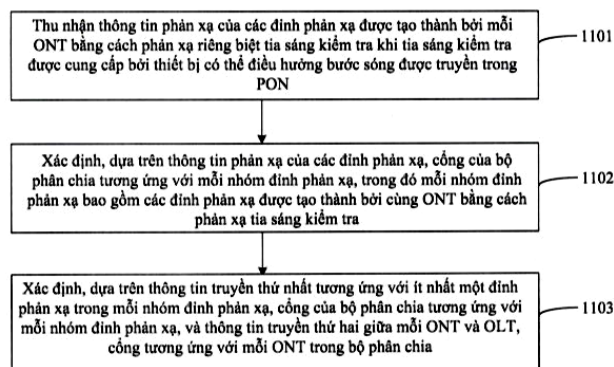 Thu nhận thông tin phản xạ của các đỉnh phản xạ được tạo thành bởi mỗi
ONT bằng cách phản xạ riêng biệt tia sáng kiểm tra khi tia sáng kiểm tra
được cung cấp bởi thiết bị có thể điều hưởng bước sóng được truyền trong
PON
1101
Xác định, dựa trên thông tin phản xạ của các đỉnh phản xạ, cổng của bộ
phân chia tương ứng với mỗi nhóm đỉnh phản xạ, trong đó mỗi nhóm đỉnh
phản xạ bao gồm các đỉnh phản xạ được tạo thành bởi cùng ONT bằng cách
phản xạ tia sáng kiểm tra
1102
Xác định, dựa trên thông tin truyền thứ nhất tương ứng với ít nhất một đỉnh
phản xạ trong mỗi nhóm đỉnh phản xạ, cổng của bộ phân chia tương ứng với
mỗi nhóm đỉnh phản xạ, và thông tin truyền thứ hai giữa mỗi ONT và OLT,
cổng tương ứng với mỗi ONT trong bộ phân chia
1103